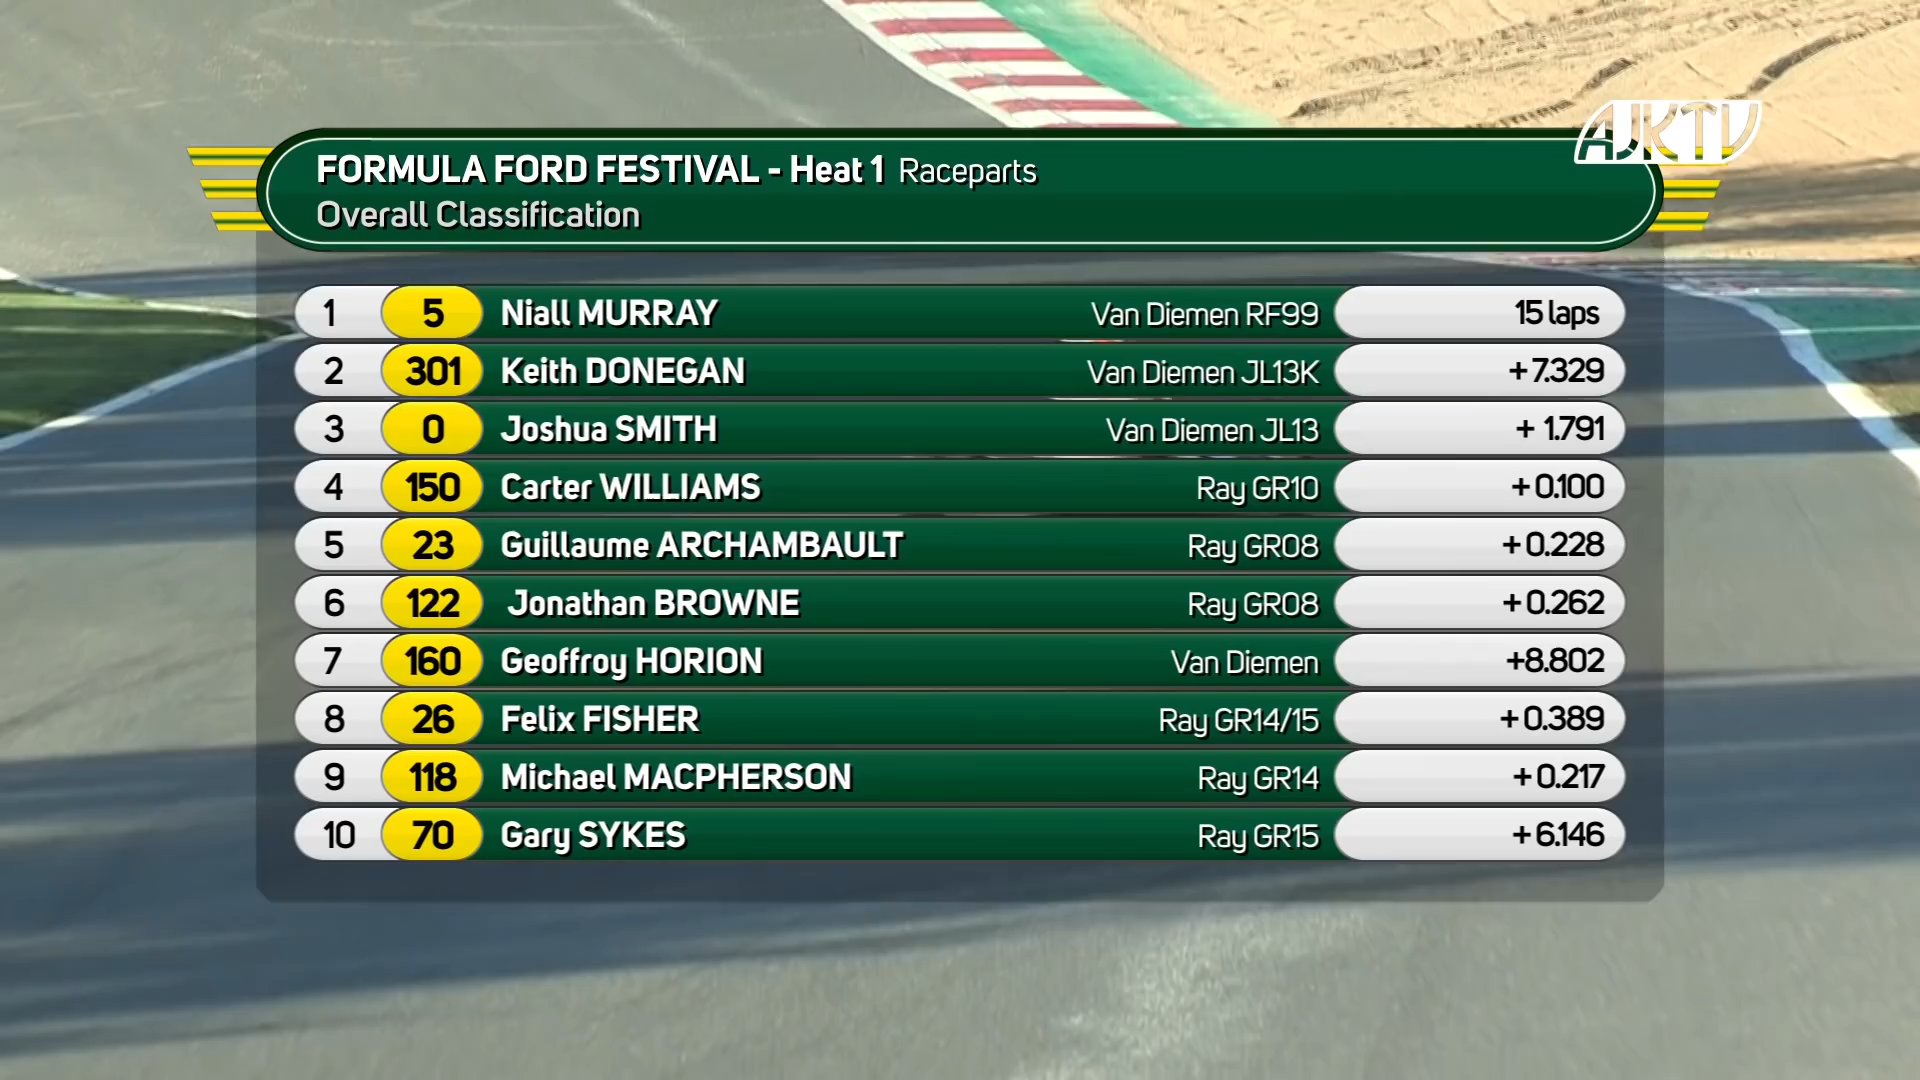 AJKTV
FORMULA FORD FESTIVAL - Heat 1 Raceparts
Overall Classification
1 5 Niall MURRAY Van Diemen RF99 15 laps
2 301 Keith DONEGAN Van Diemen JL13K +7.329
3 0 Joshua SMITH Van Diemen JL13 + 1.791
4 150 Carter WILLIAMS Ray GR10 +0.100
5 23 Guillaume ARCHAMBAULT Ray GR08 +0.228
6 122 Jonathan BROWNE Ray GR08 +0.262
7 160 Geoffroy HORION Van Diemen +8.802
8 26 Felix FISHER Ray GR14/15 +0.389
9 118 Michael MACPHERSON Ray GR14 +0.217
10 70 Gary SYKES Ray GR15 +6.146